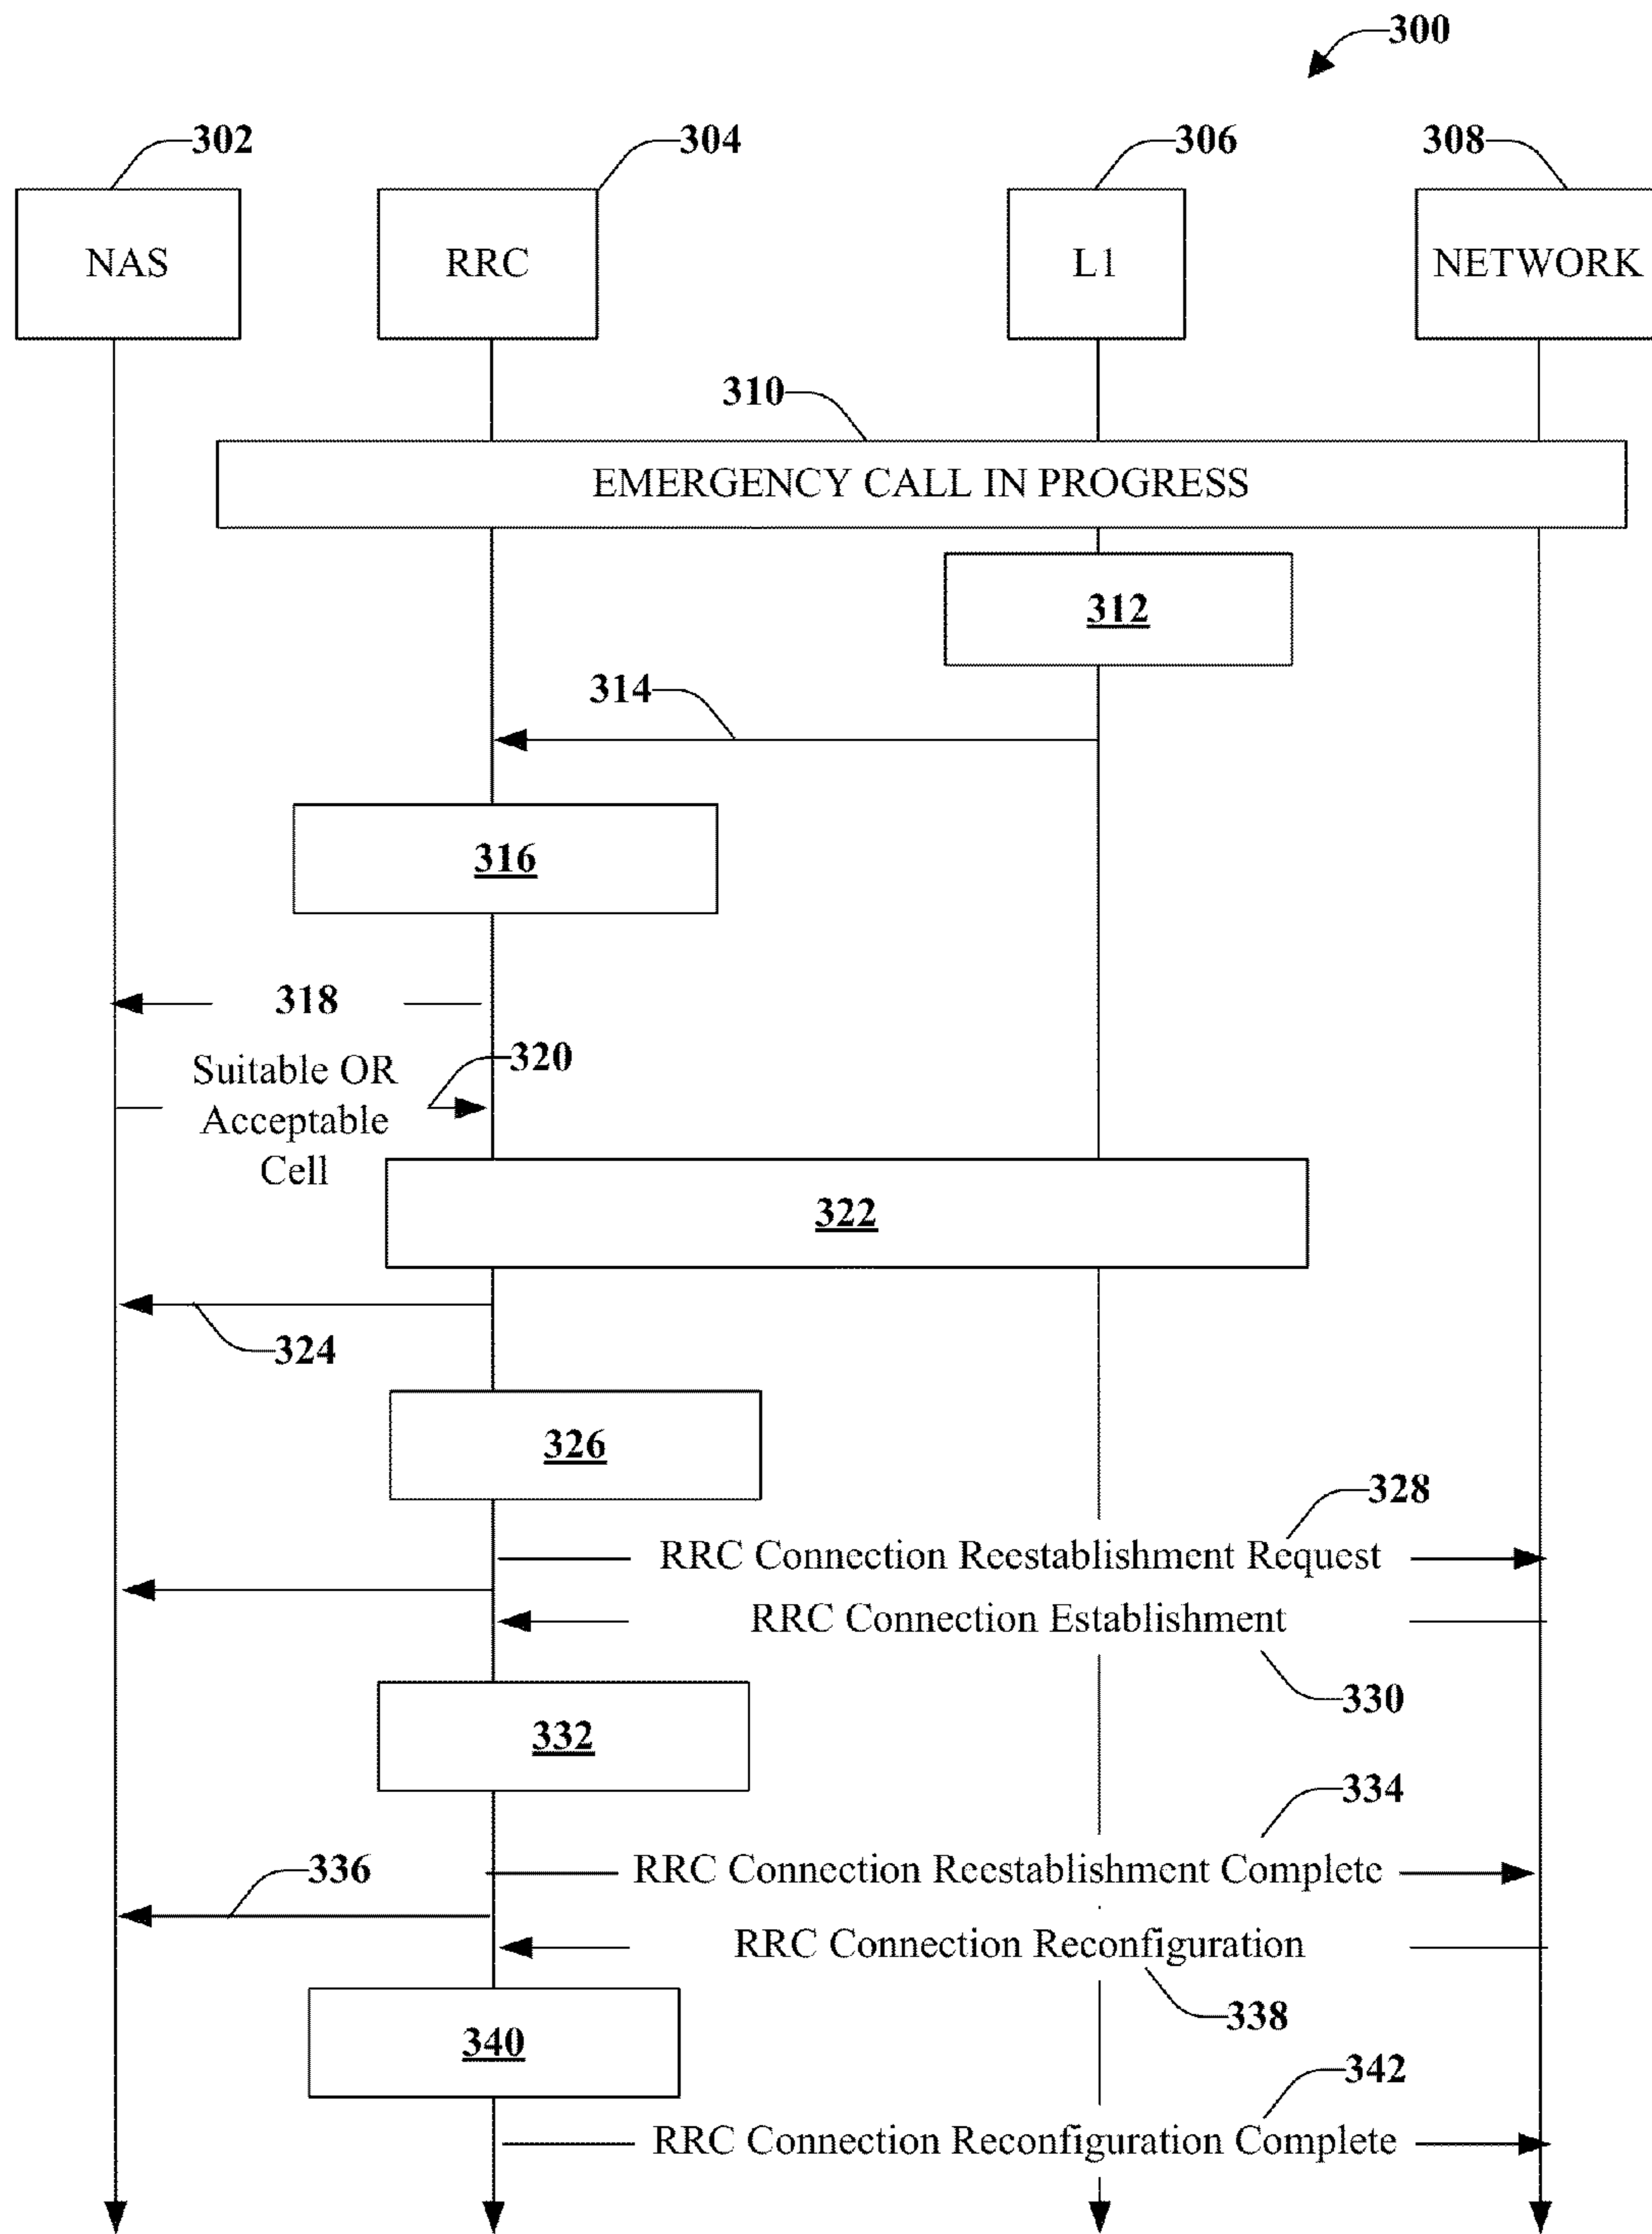 300
302
304
306
308
NAS
RRC
L1
NETWORK
310
EMERGENCY CALL IN PROGRESS
312
314
316
318
320
Suitable OR
Acceptable
Cell
322
324
326
328
RRC Connection Reestablishment Request
RRC Connection Establishment
330
332
334
336
RRC Connection Reestablishment Complete
RRC Connection Reconfiguration
338
340
342
RRC Connection Reconfiguration Complete